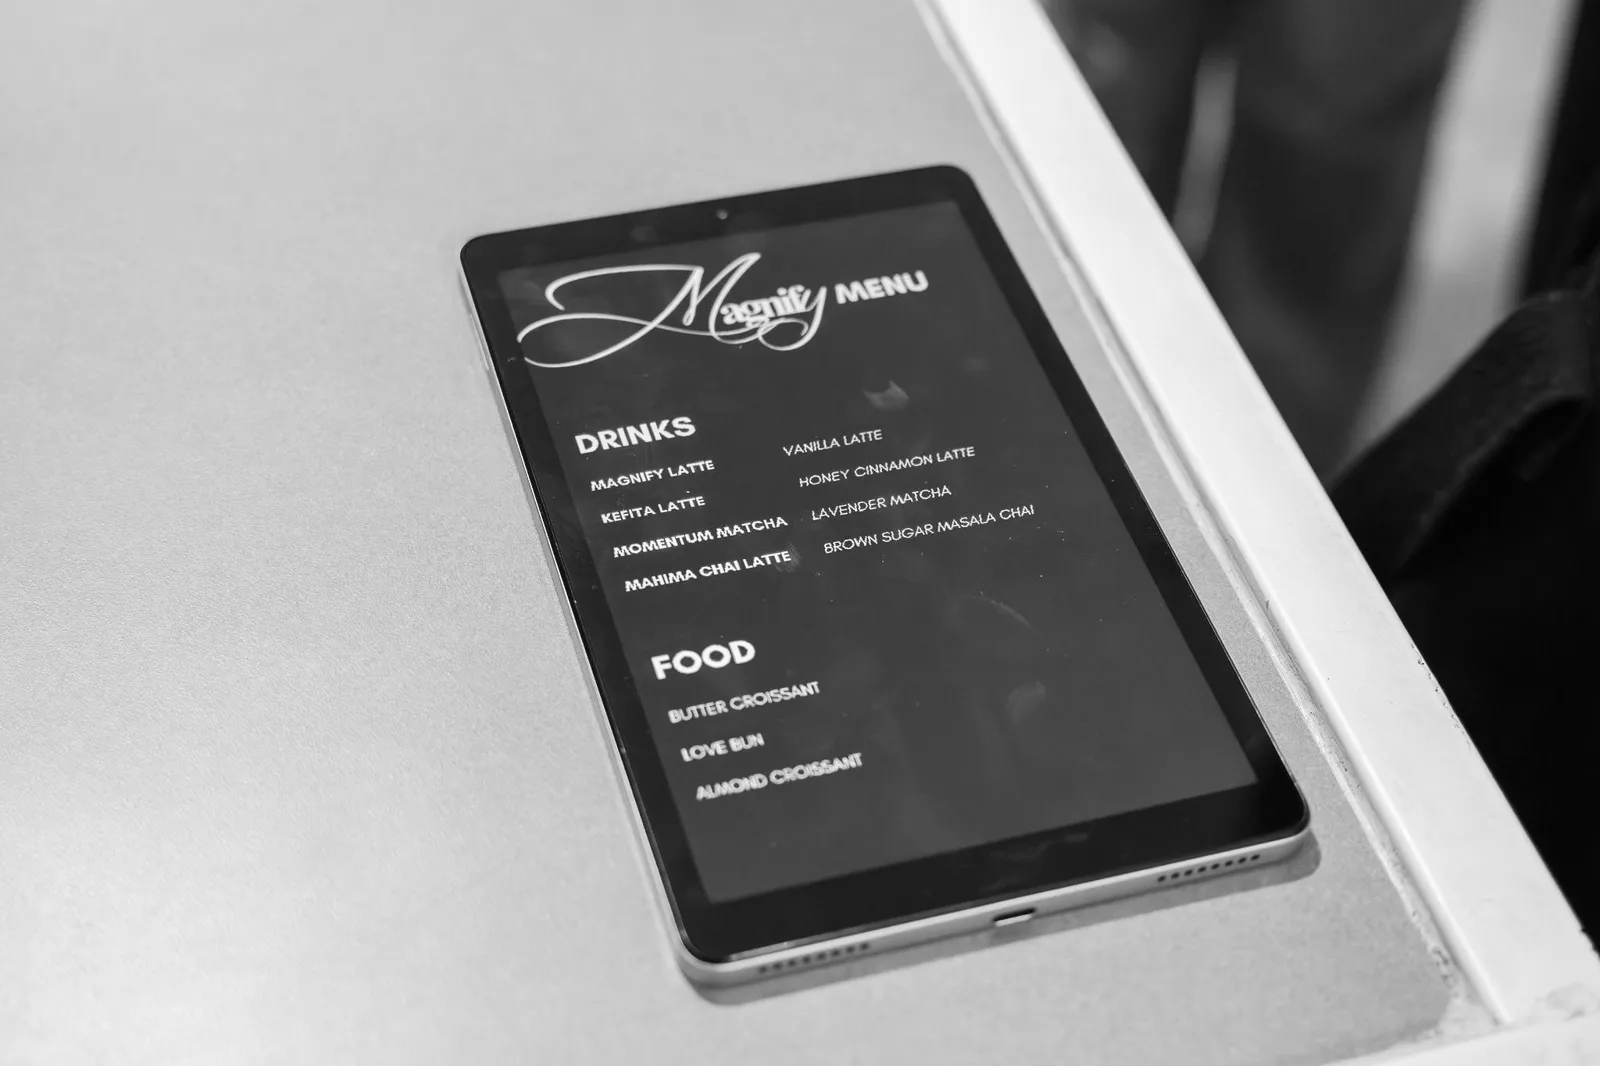 Magnify MENU
DRINKS
MAGNIFY LATTE VANILLA LATTE
KEFITA LATTE HONEY CINNAMON LATTE
MOMENTUM MATCHA LAVENDER MATCHA
MAHIMA CHAI LATTE BROWN SUGAR MASALA CHAI
FOOD
BUTTER CROISSANT
LOVE BUN
ALMOND CROISSANT